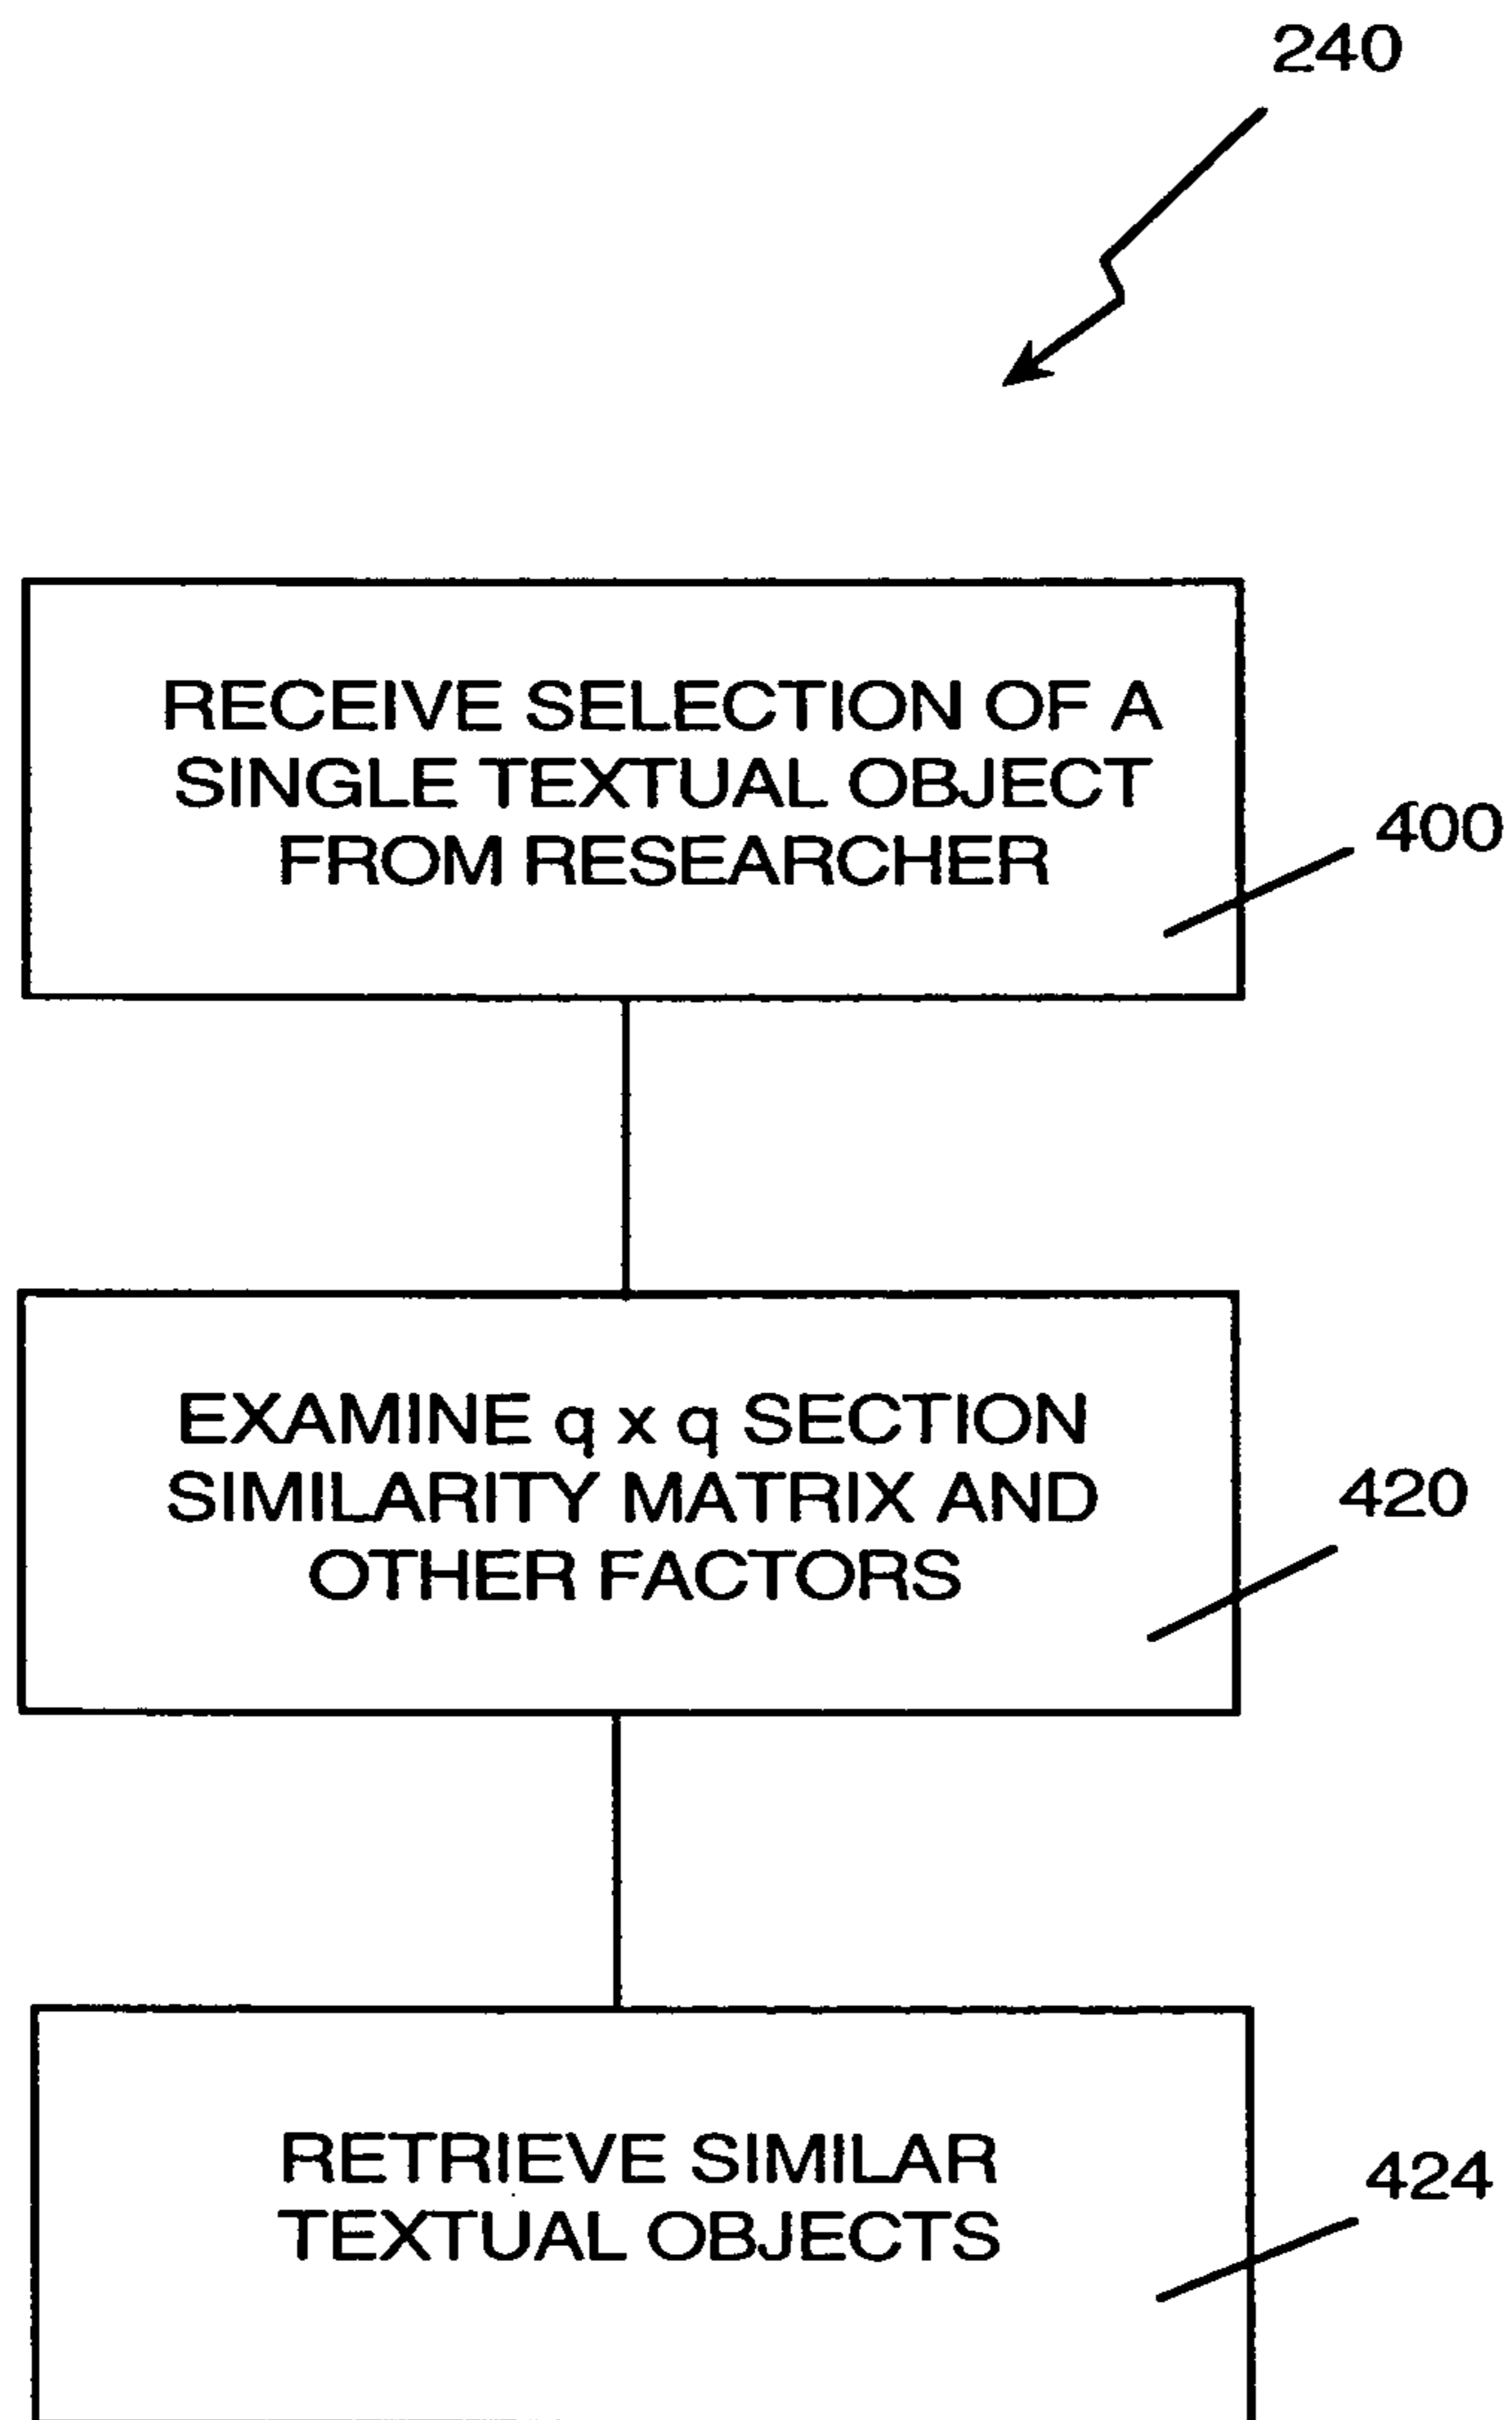 240
RECEIVE SELECTION OF A
SINGLE TEXTUAL OBJECT
FROM RESEARCHER
400
EXAMINE q x q SECTION
SIMILARITY MATRIX AND
OTHER FACTORS
420
RETRIEVE SIMILAR
TEXTUAL OBJECTS
424